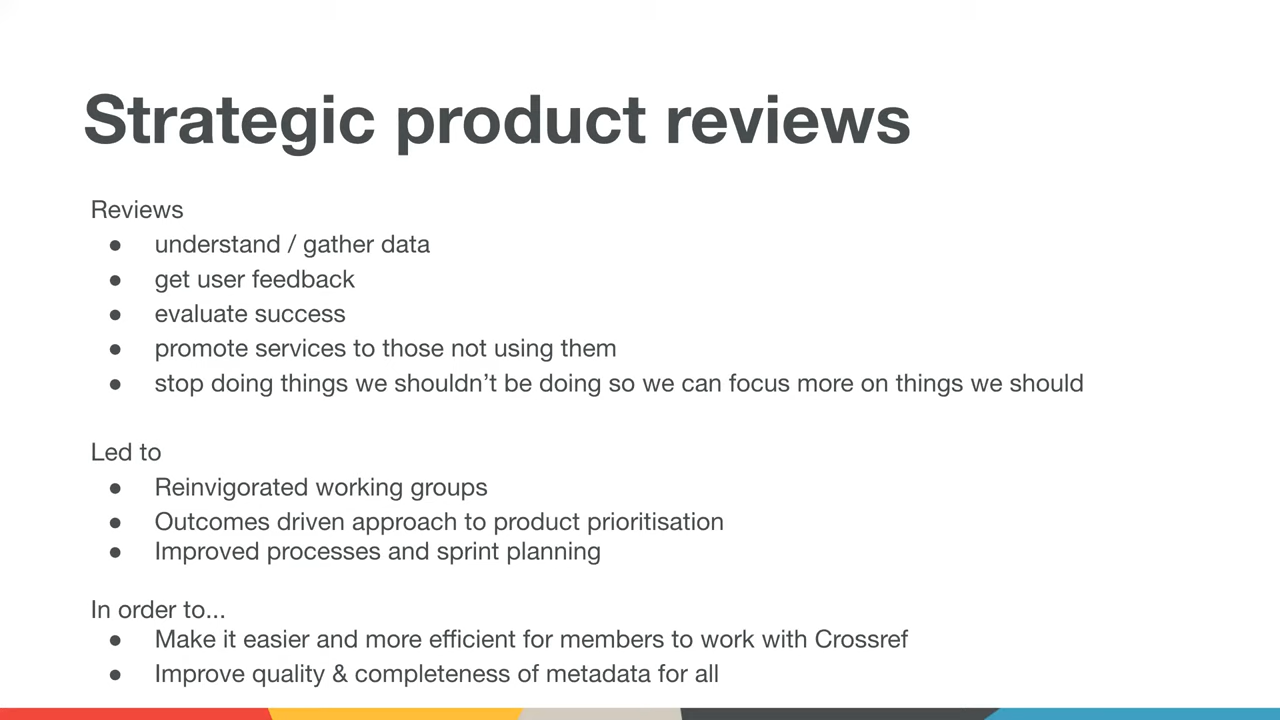 Strategic product reviews
Reviews
● understand / gather data
● get user feedback
● evaluate success
● promote services to those not using them
● stop doing things we shouldn’t be doing so we can focus more on things we should
Led to
● Reinvigorated working groups
● Outcomes driven approach to product prioritisation
● Improved processes and sprint planning
In order to...
● Make it easier and more efficient for members to work with Crossref
● Improve quality & completeness of metadata for all